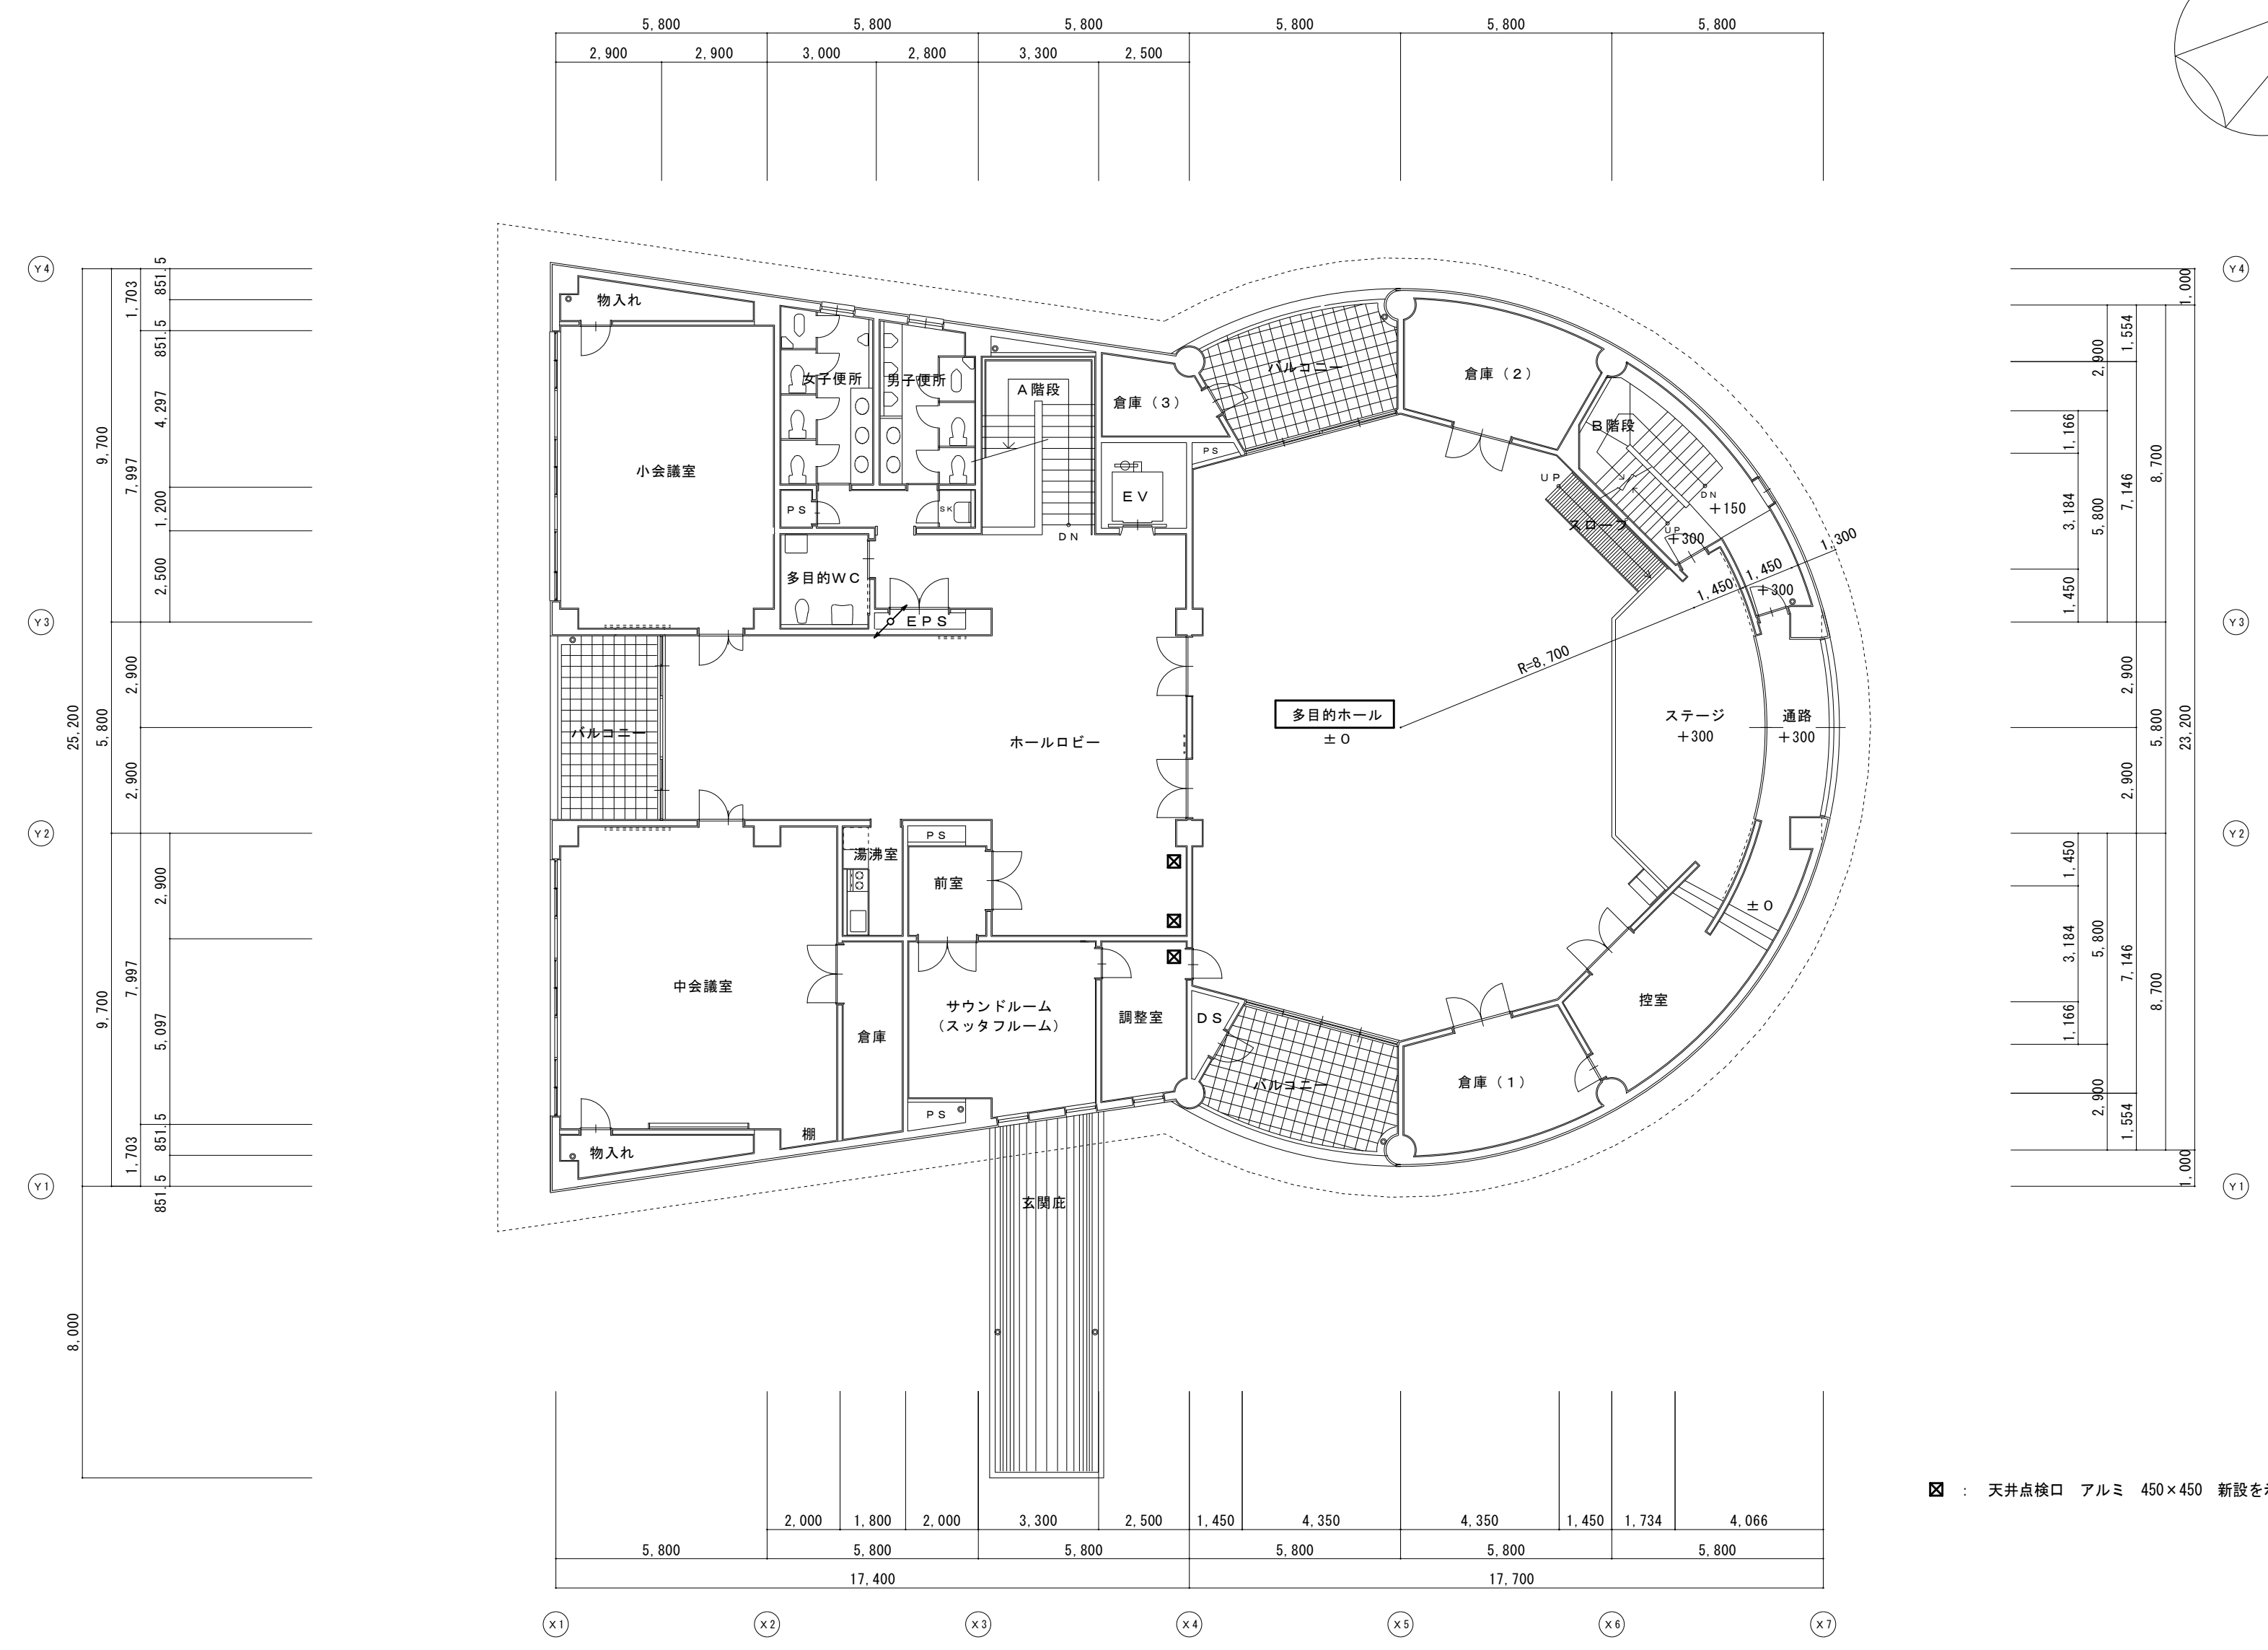 5,800 5,800 5,800 5,800 5,800 5,800
2,900 2,900 3,000 2,800 3,300 2,500
Y4 Y4
851.5 1,703 1,000
851.5 1,554 2,900
4,297 1,166 8,700
9,700 7,997 3,184 5,800 7,146
1,200
2,500 1,450
Y3 Y3
2,900 2,900
25,200 5,800 5,800 23,200
2,900 2,900
Y2 Y2
2,900 1,450
9,700 7,997 3,184 5,800 7,146 8,700
5,097 1,166
851.5 1,703 2,900 1,554
851.5 1,000
Y1 Y1
8,000
物入れ
女子便所
男子便所
A階段
倉庫(3)
バルコニー
倉庫(2)
B階段
小会議室
PS
EV
UP
DN
+150
PS
SK
スロープ
UP
+300
DN
1,300
1,450
1,450
+300
多目的WC
EPS
R=8,700
バルコニー
ホールロビー
多目的ホール
±0
ステージ
+300
通路
+300
PS
湯沸室
前室
±0
中会議室
サウンドルーム
(スッタフルーム)
調整室
DS
控室
倉庫
バルコニー
倉庫(1)
PS
棚
物入れ
玄関庇
: 天井点検口 アルミ 450×450 新設を
2,000 1,800 2,000 3,300 2,500 1,450 4,350 4,350 1,450 1,734 4,066
5,800 5,800 5,800 5,800 5,800 5,800
17,400 17,700
X1 X2 X3 X4 X5 X6 X7